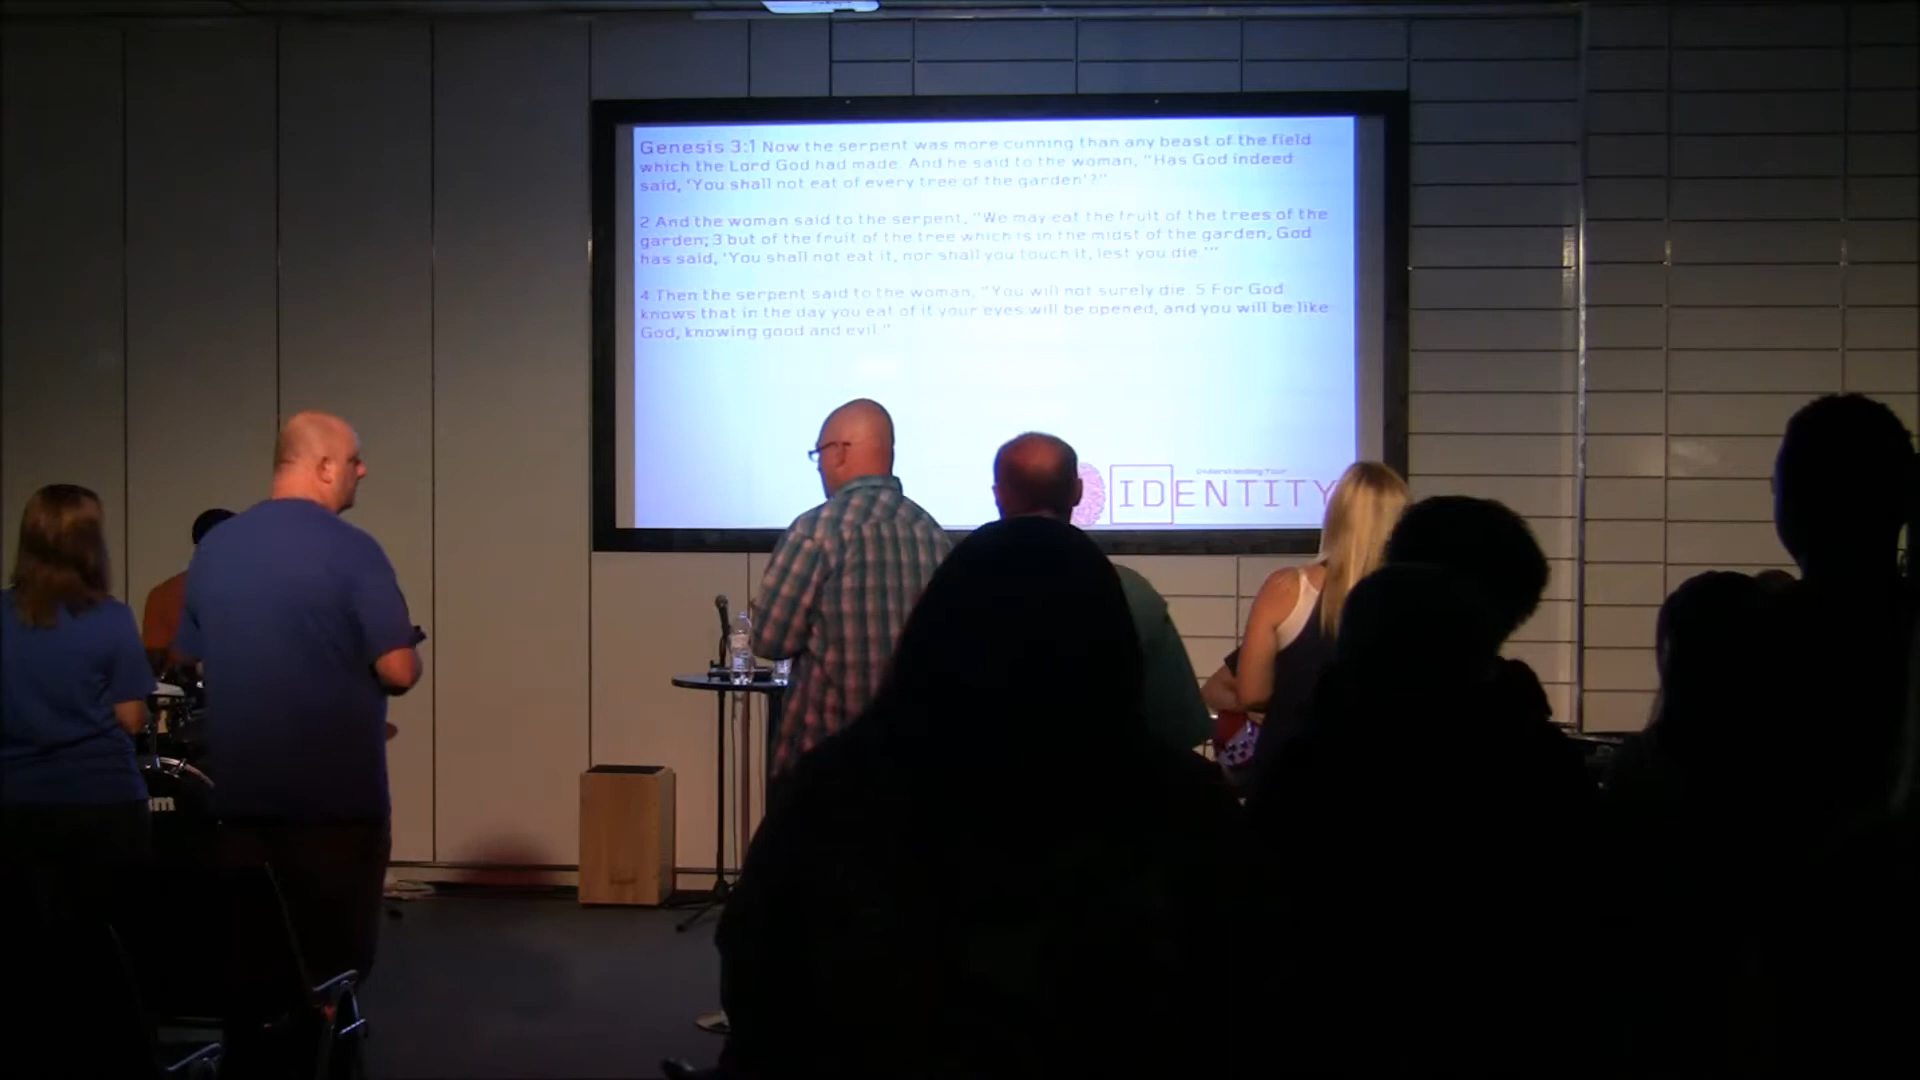 Genesis 3:1 Now the serpent was more cunning than any beast of the field
which the Lord God had made. And he said to the woman, "Has God indeed
said, 'You shall not eat of every tree of the garden'?"
2 And the woman said to the serpent, "We may eat the fruit of the trees of the
garden; 3 but of the fruit of the tree which is in the midst of the garden, God
has said, 'You shall not eat it, nor shall you touch it, lest you die.'"
4 Then the serpent said to the woman, "You will not surely die. 5 For God
knows that in the day you eat of it your eyes will be opened, and you will be like
God, knowing good and evil."
Understanding Your
IDENTITY